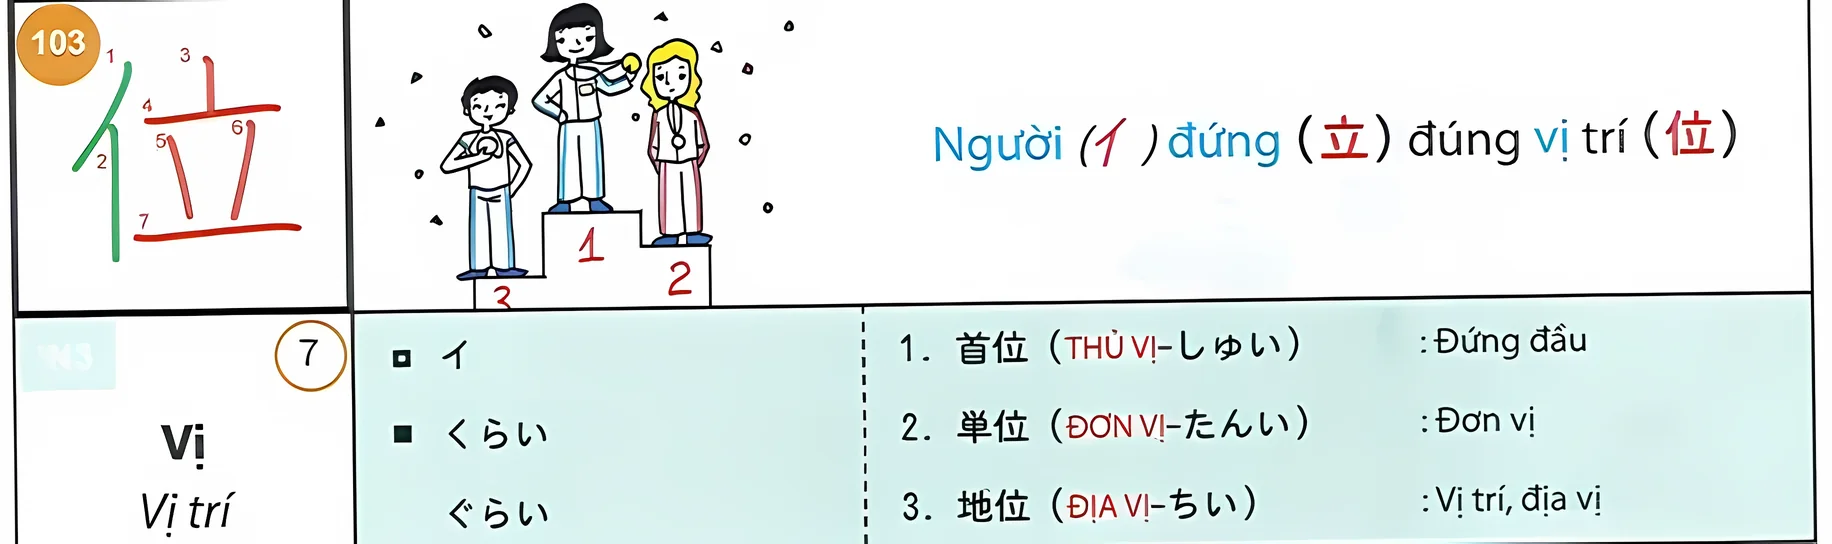 103
1
3
4
2
5
6
7
1
2
3
Người (亻) đứng (立) đúng vị trí (位)
N3
7
Vị
Vị trí
イ
くらい
ぐらい
1. 首位 (THỦ VỊ-しゅい) : Đứng đầu
2. 単位 (ĐƠN VỊ-たんい) : Đơn vị
3. 地位 (ĐỊA VỊ-ちい) : Vị trí, địa vị